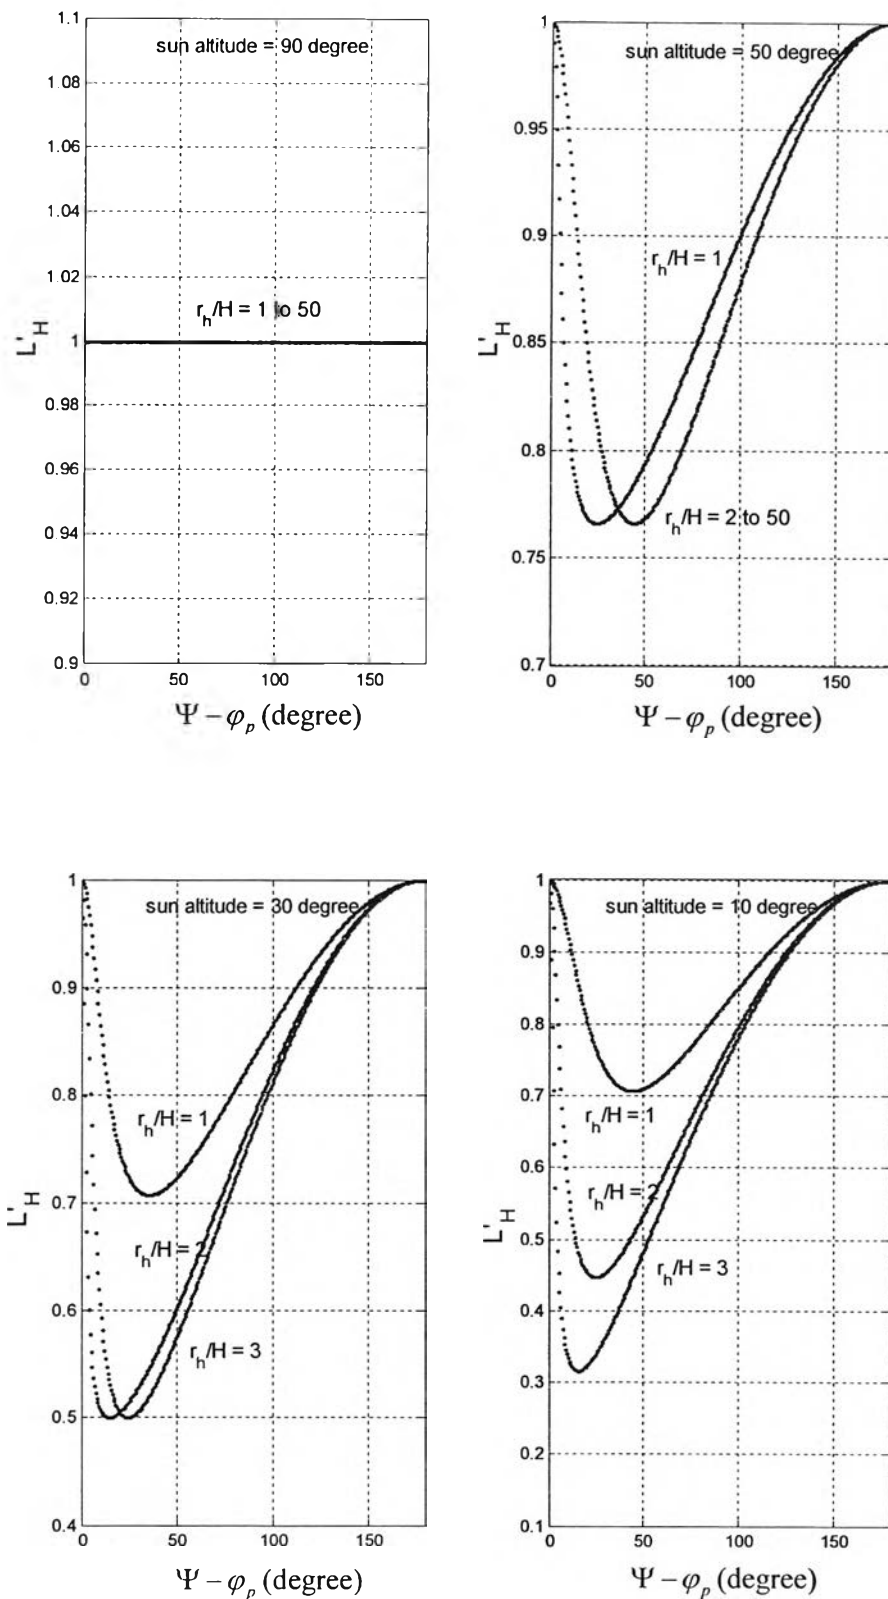 1.1
sun altitude = 90 degree
1.08
1.06
1.04
1.02
r_h/H = 1 to 50
1
0.98
0.96
0.94
0.92
0.9
L'_H
0 50 100 150
Ψ – φ_p (degree)
1
sun altitude = 50 degree
0.95
0.9
r_h/H = 1
0.85
0.8
r_h/H = 2 to 50
0.75
0.7
L'_H
0 50 100 150
Ψ – φ_p (degree)
1
sun altitude = 30 degree
0.9
0.8
r_h/H = 1
0.7
r_h/H = 2
0.6
r_h/H = 3
0.5
0.4
L'_H
0 50 100 150
Ψ – φ_p (degree)
1
sun altitude = 10 degree
0.9
0.8
0.7
r_h/H = 1
0.6
r_h/H = 2
0.5
r_h/H = 3
0.4
0.3
0.2
0.1
L'_H
0 50 100 150
Ψ – φ_p (degree)